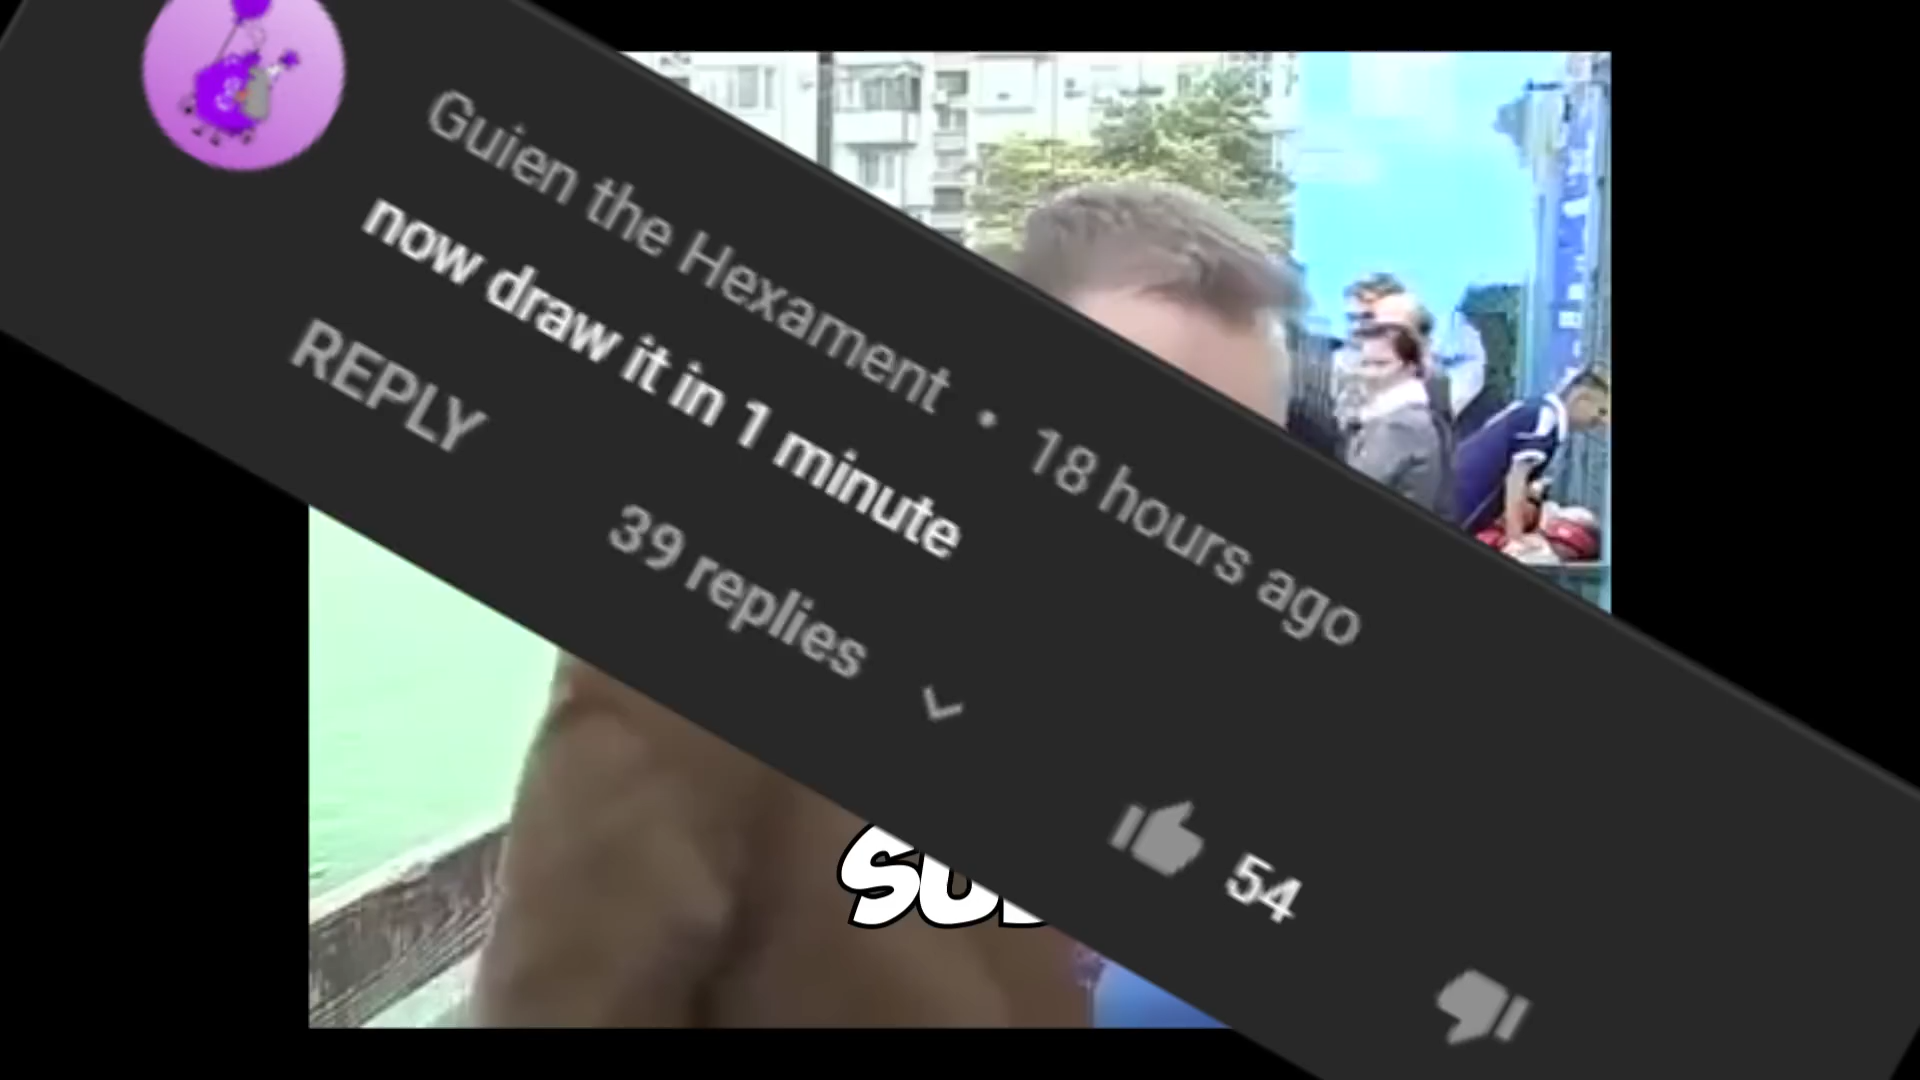 Guien the Hexament • 18 hours ago
now draw it in 1 minute
REPLY
39 replies
54